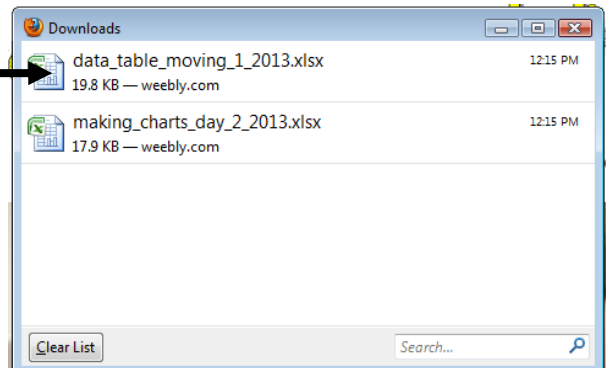 Downloads
data_table_moving_1_2013.xlsx 12:15 PM
19.8 KB — weebly.com
making_charts_day_2_2013.xlsx 12:15 PM
17.9 KB — weebly.com
Clear List Search...